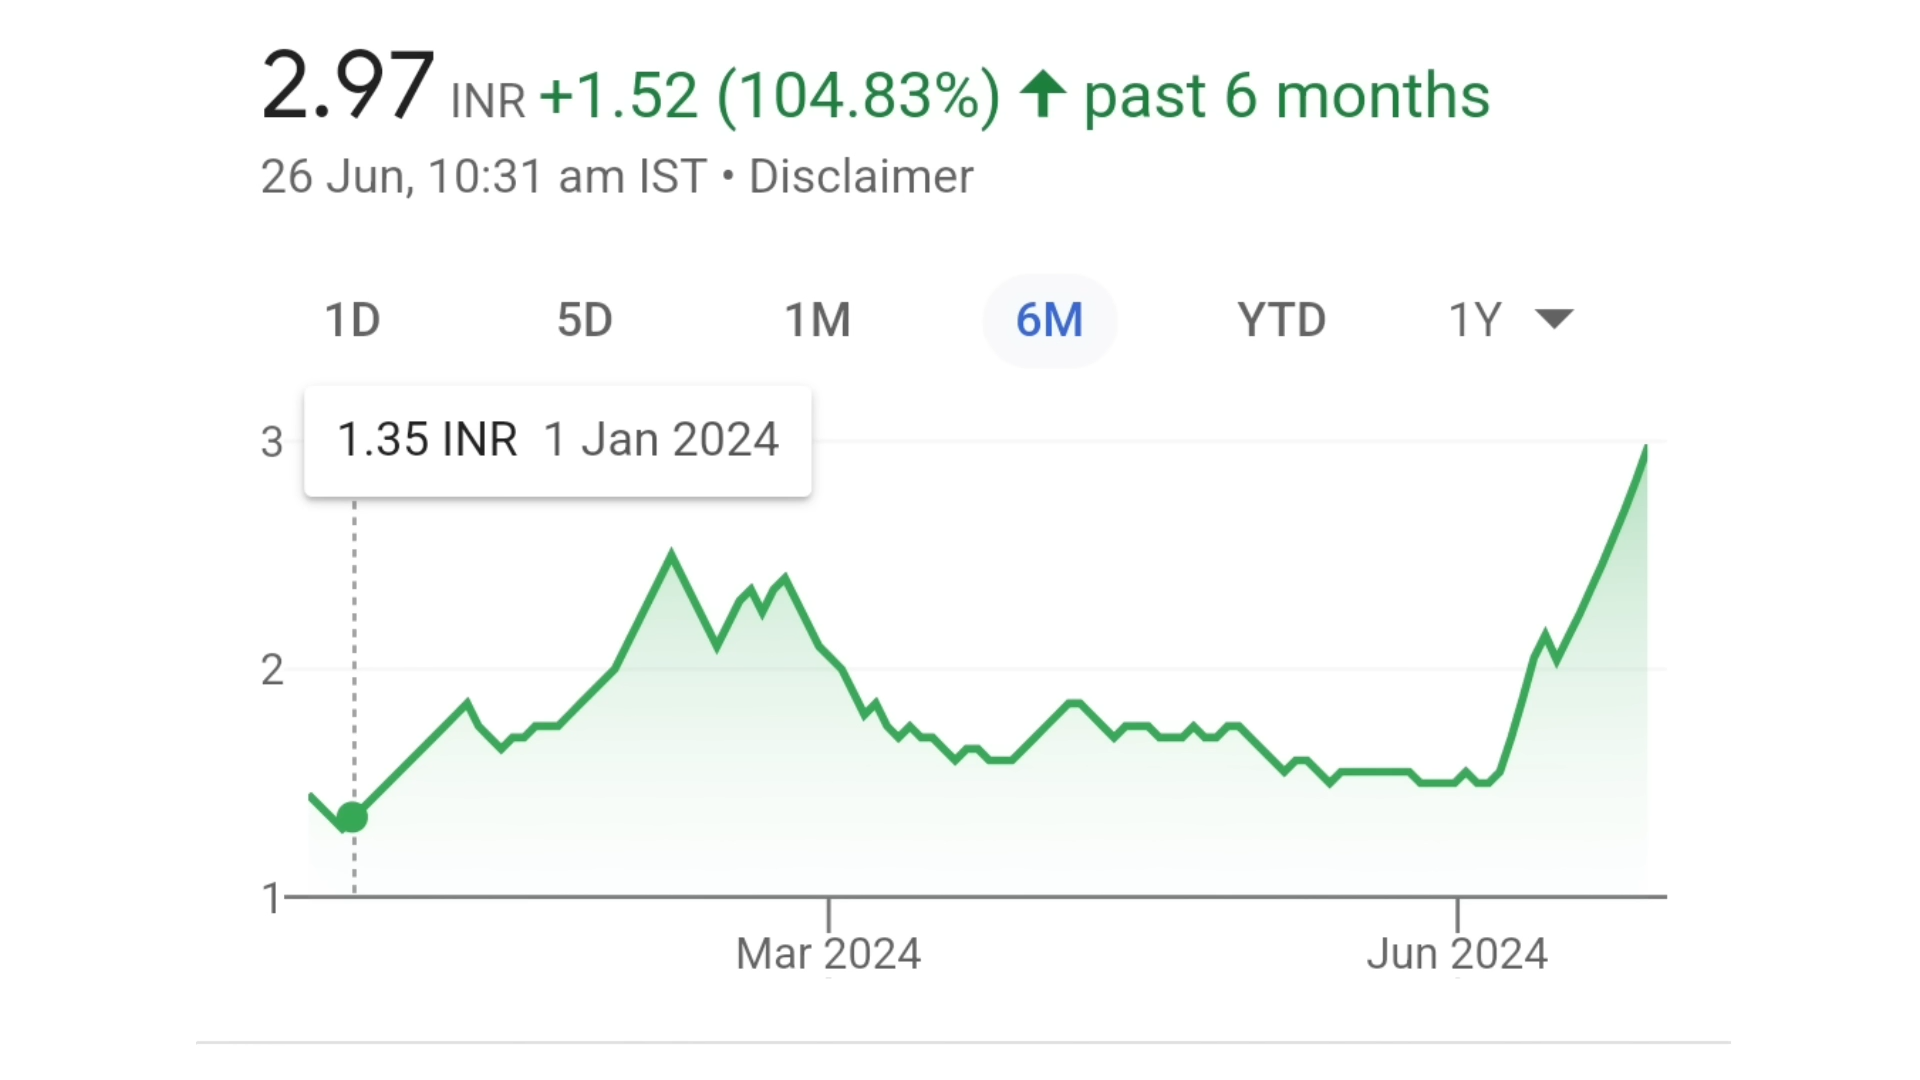 2.97 INR +1.52 (104.83%) ↑ past 6 months
26 Jun, 10:31 am IST • Disclaimer
1D 5D 1M 6M YTD 1Y
1.35 INR 1 Jan 2024
3
2
1
Mar 2024 Jun 2024